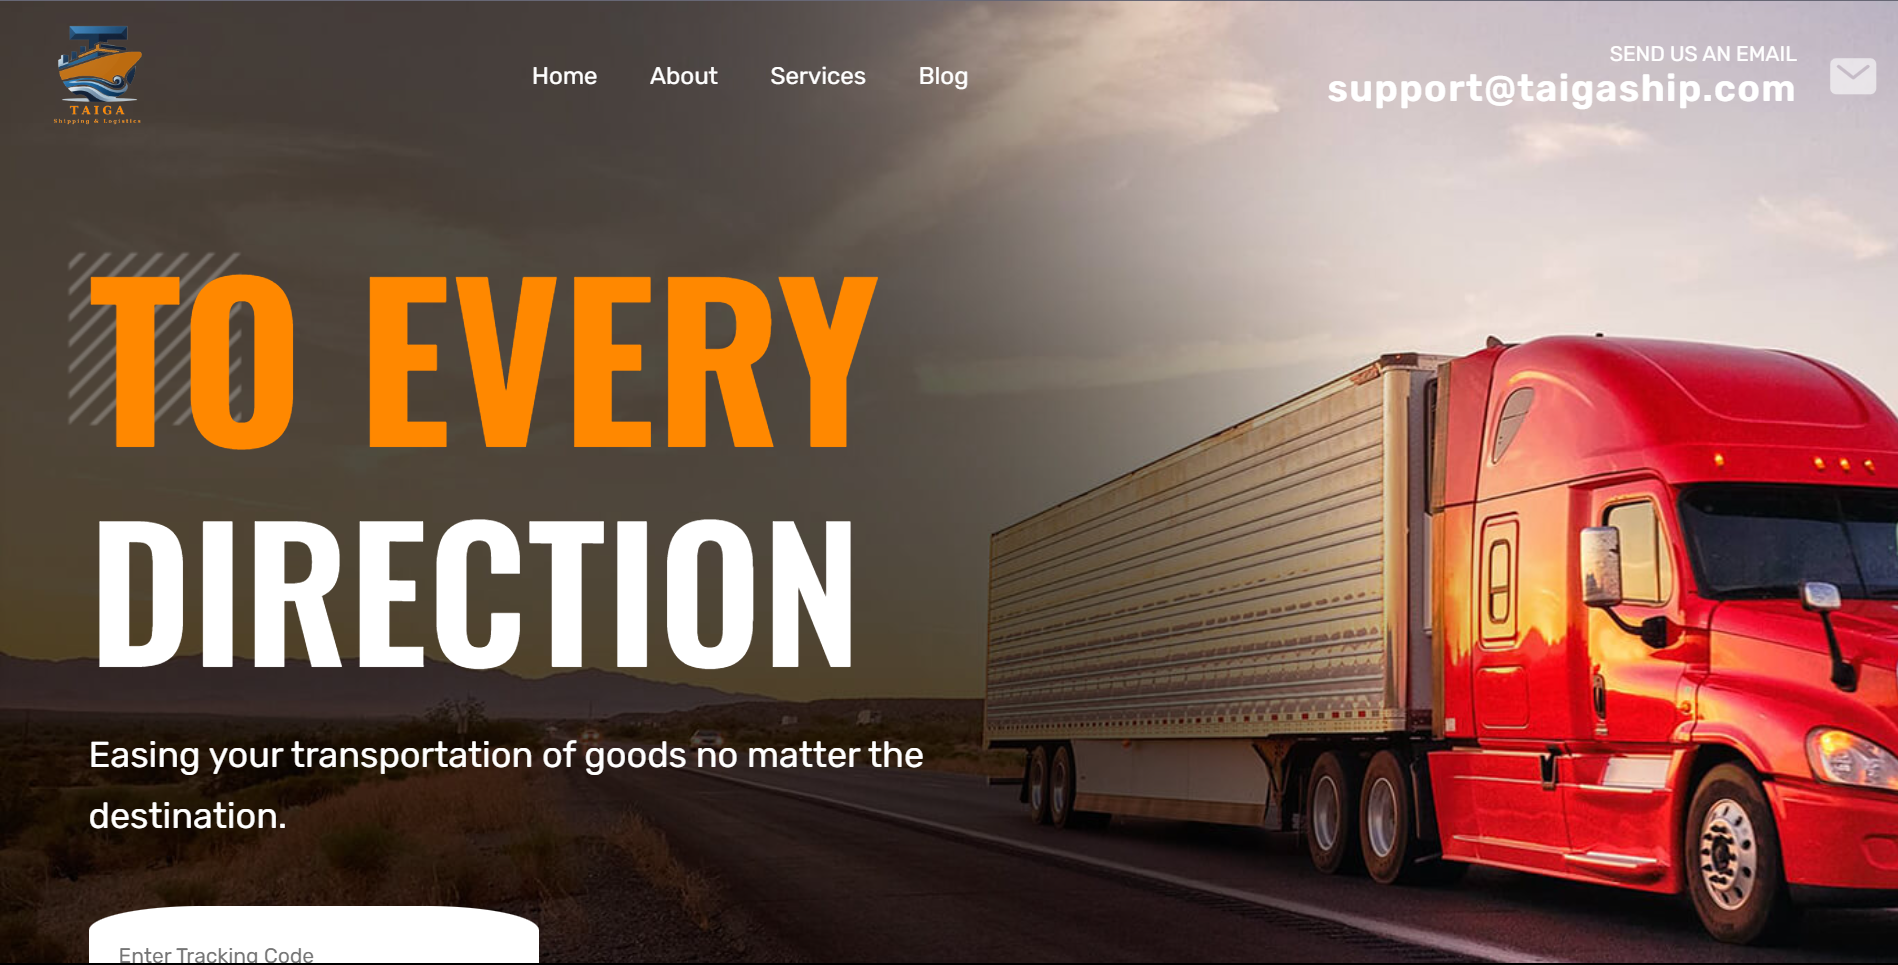 TAIGA
Shipping & Logistics
Home
About
Services
Blog
SEND US AN EMAIL
support@taigaship.com
TO EVERY
DIRECTION
Easing your transportation of goods no matter the
destination.
Enter Tracking Code